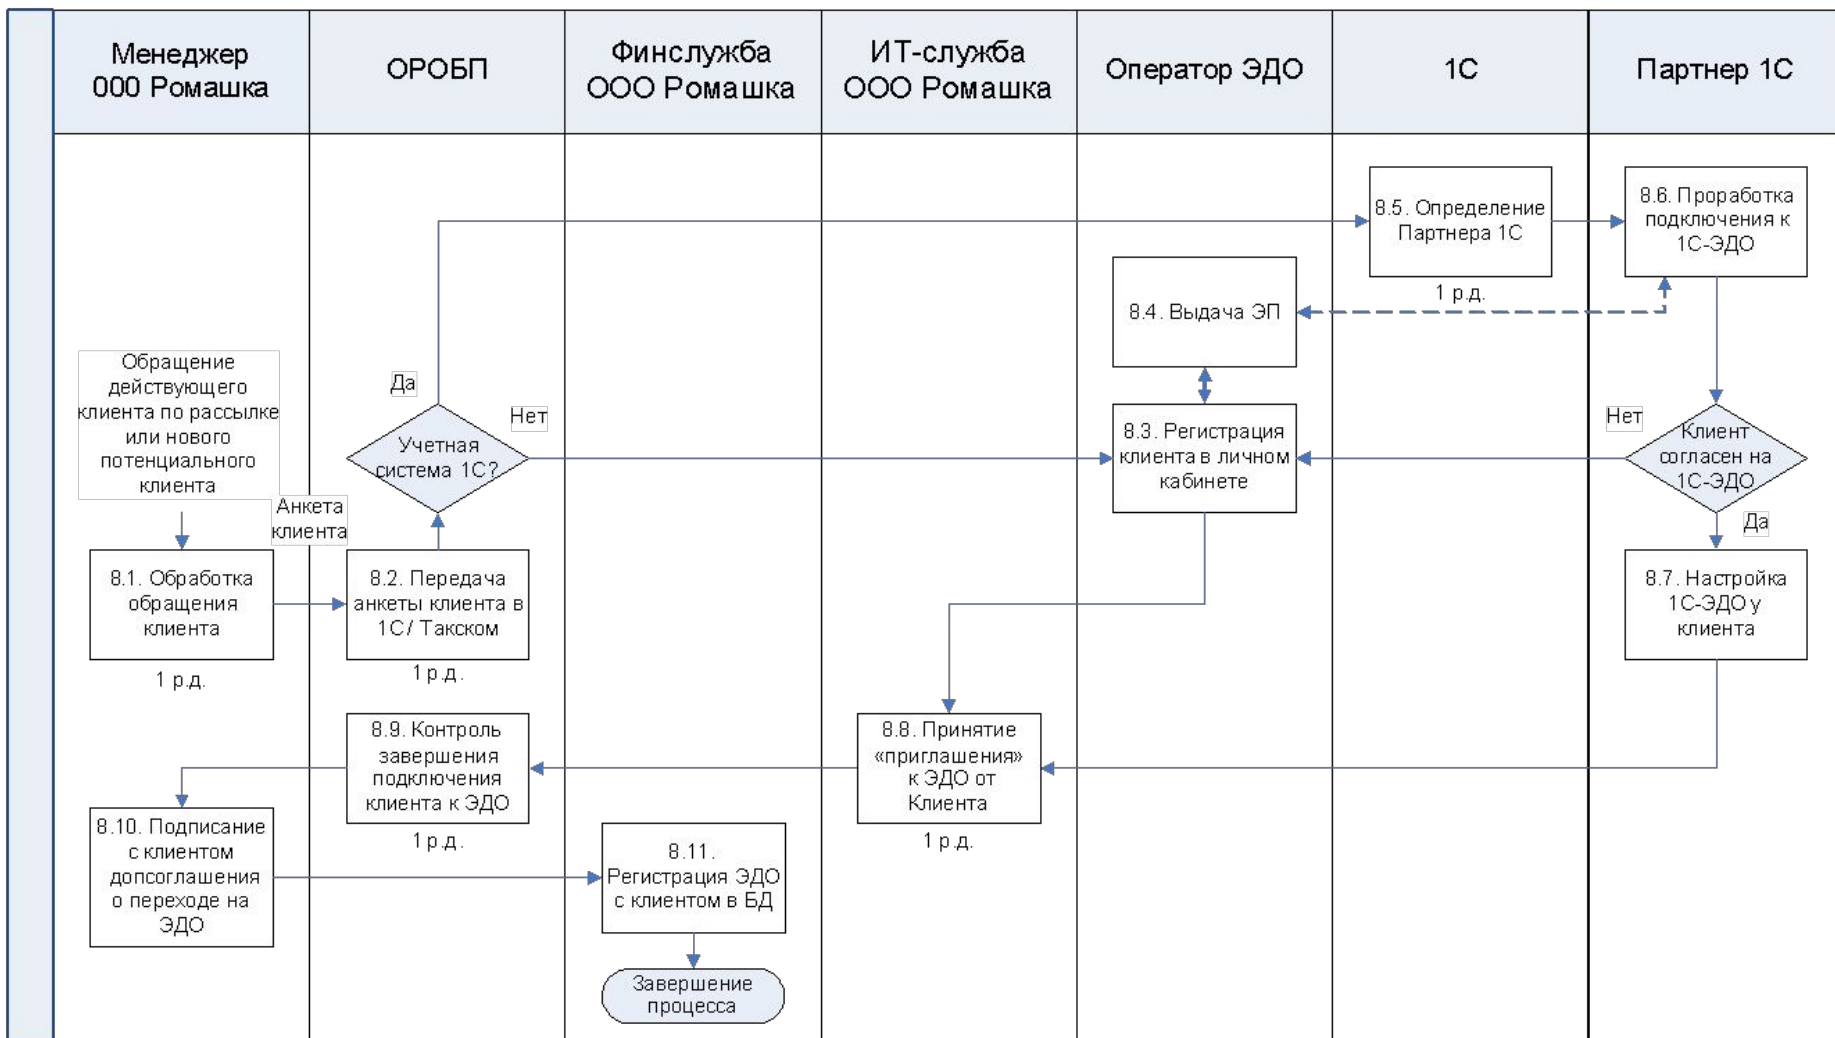 Менеджер
ООО Ромашка
ОРОБП
Финслужба
ООО Ромашка
ИТ-служба
ООО Ромашка
Оператор ЭДО
1С
Партнер 1С
8.5. Определение
Партнера 1С
1 р.д.
8.6. Проработка
подключения к
1С-ЭДО
8.4. Выдача ЭП
Обращение
действующего
клиента по рассылке
или нового
потенциального
клиента
Да
Нет
Учетная
система 1С?
8.3. Регистрация
клиента в личном
кабинете
Нет
Клиент
согласен на
1С-ЭДО
Да
Анкета
клиента
8.1. Обработка
обращения
клиента
1 р.д.
8.2. Передача
анкеты клиента в
1С/ Такском
1 р.д.
8.7. Настройка
1С-ЭДО у
клиента
8.9. Контроль
завершения
подключения
клиента к ЭДО
1 р.д.
8.8. Принятие
«приглашения»
к ЭДО от
Клиента
1 р.д.
8.10. Подписание
с клиентом
допсоглашения
о переходе на
ЭДО
8.11.
Регистрация ЭДО
с клиентом в БД
Завершение
процесса